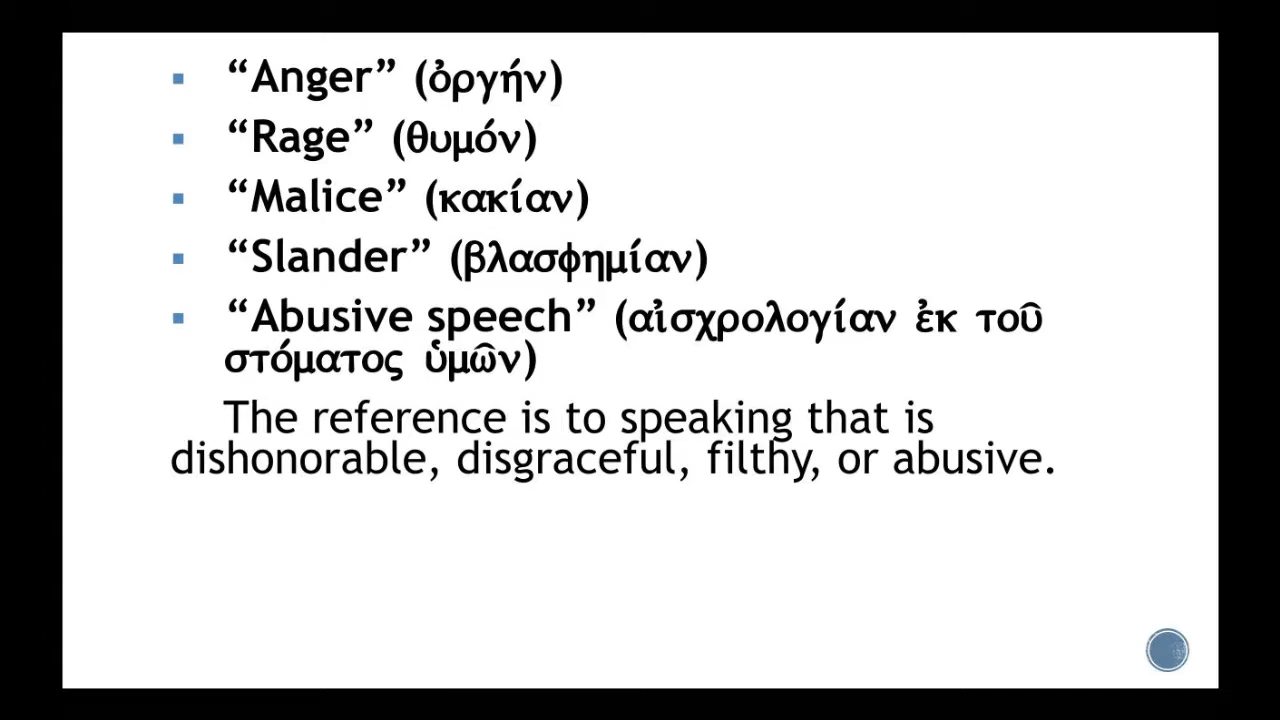 ▪ “Anger” (ὀργήν)
▪ “Rage” (θυμόν)
▪ “Malice” (κακίαν)
▪ “Slander” (βλασφημίαν)
▪ “Abusive speech” (αἰσχρολογίαν ἐκ τοῦ
στόματος ὑμῶν)
The reference is to speaking that is
dishonorable, disgraceful, filthy, or abusive.